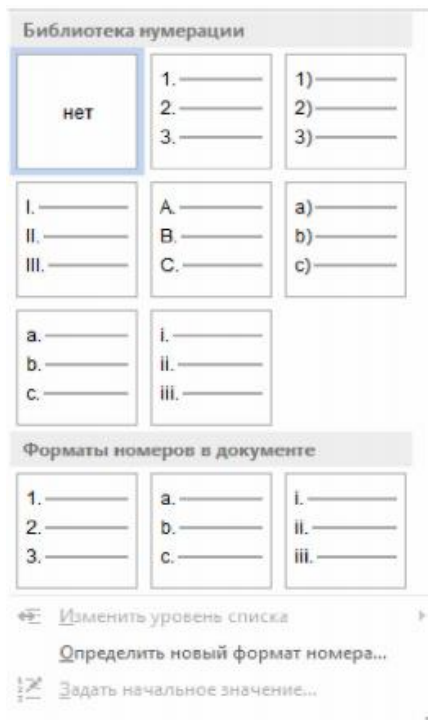 Библиотека нумерации
нет
1.
2.
3.
1)
2)
3)
I.
II.
III.
A.
B.
C.
a)
b)
c)
a.
b.
c.
i.
ii.
iii.
Форматы номеров в документе
1.
2.
3.
a.
b.
c.
i.
ii.
iii.
Изменить уровень списка
Определить новый формат номера...
Задать начальное значение...